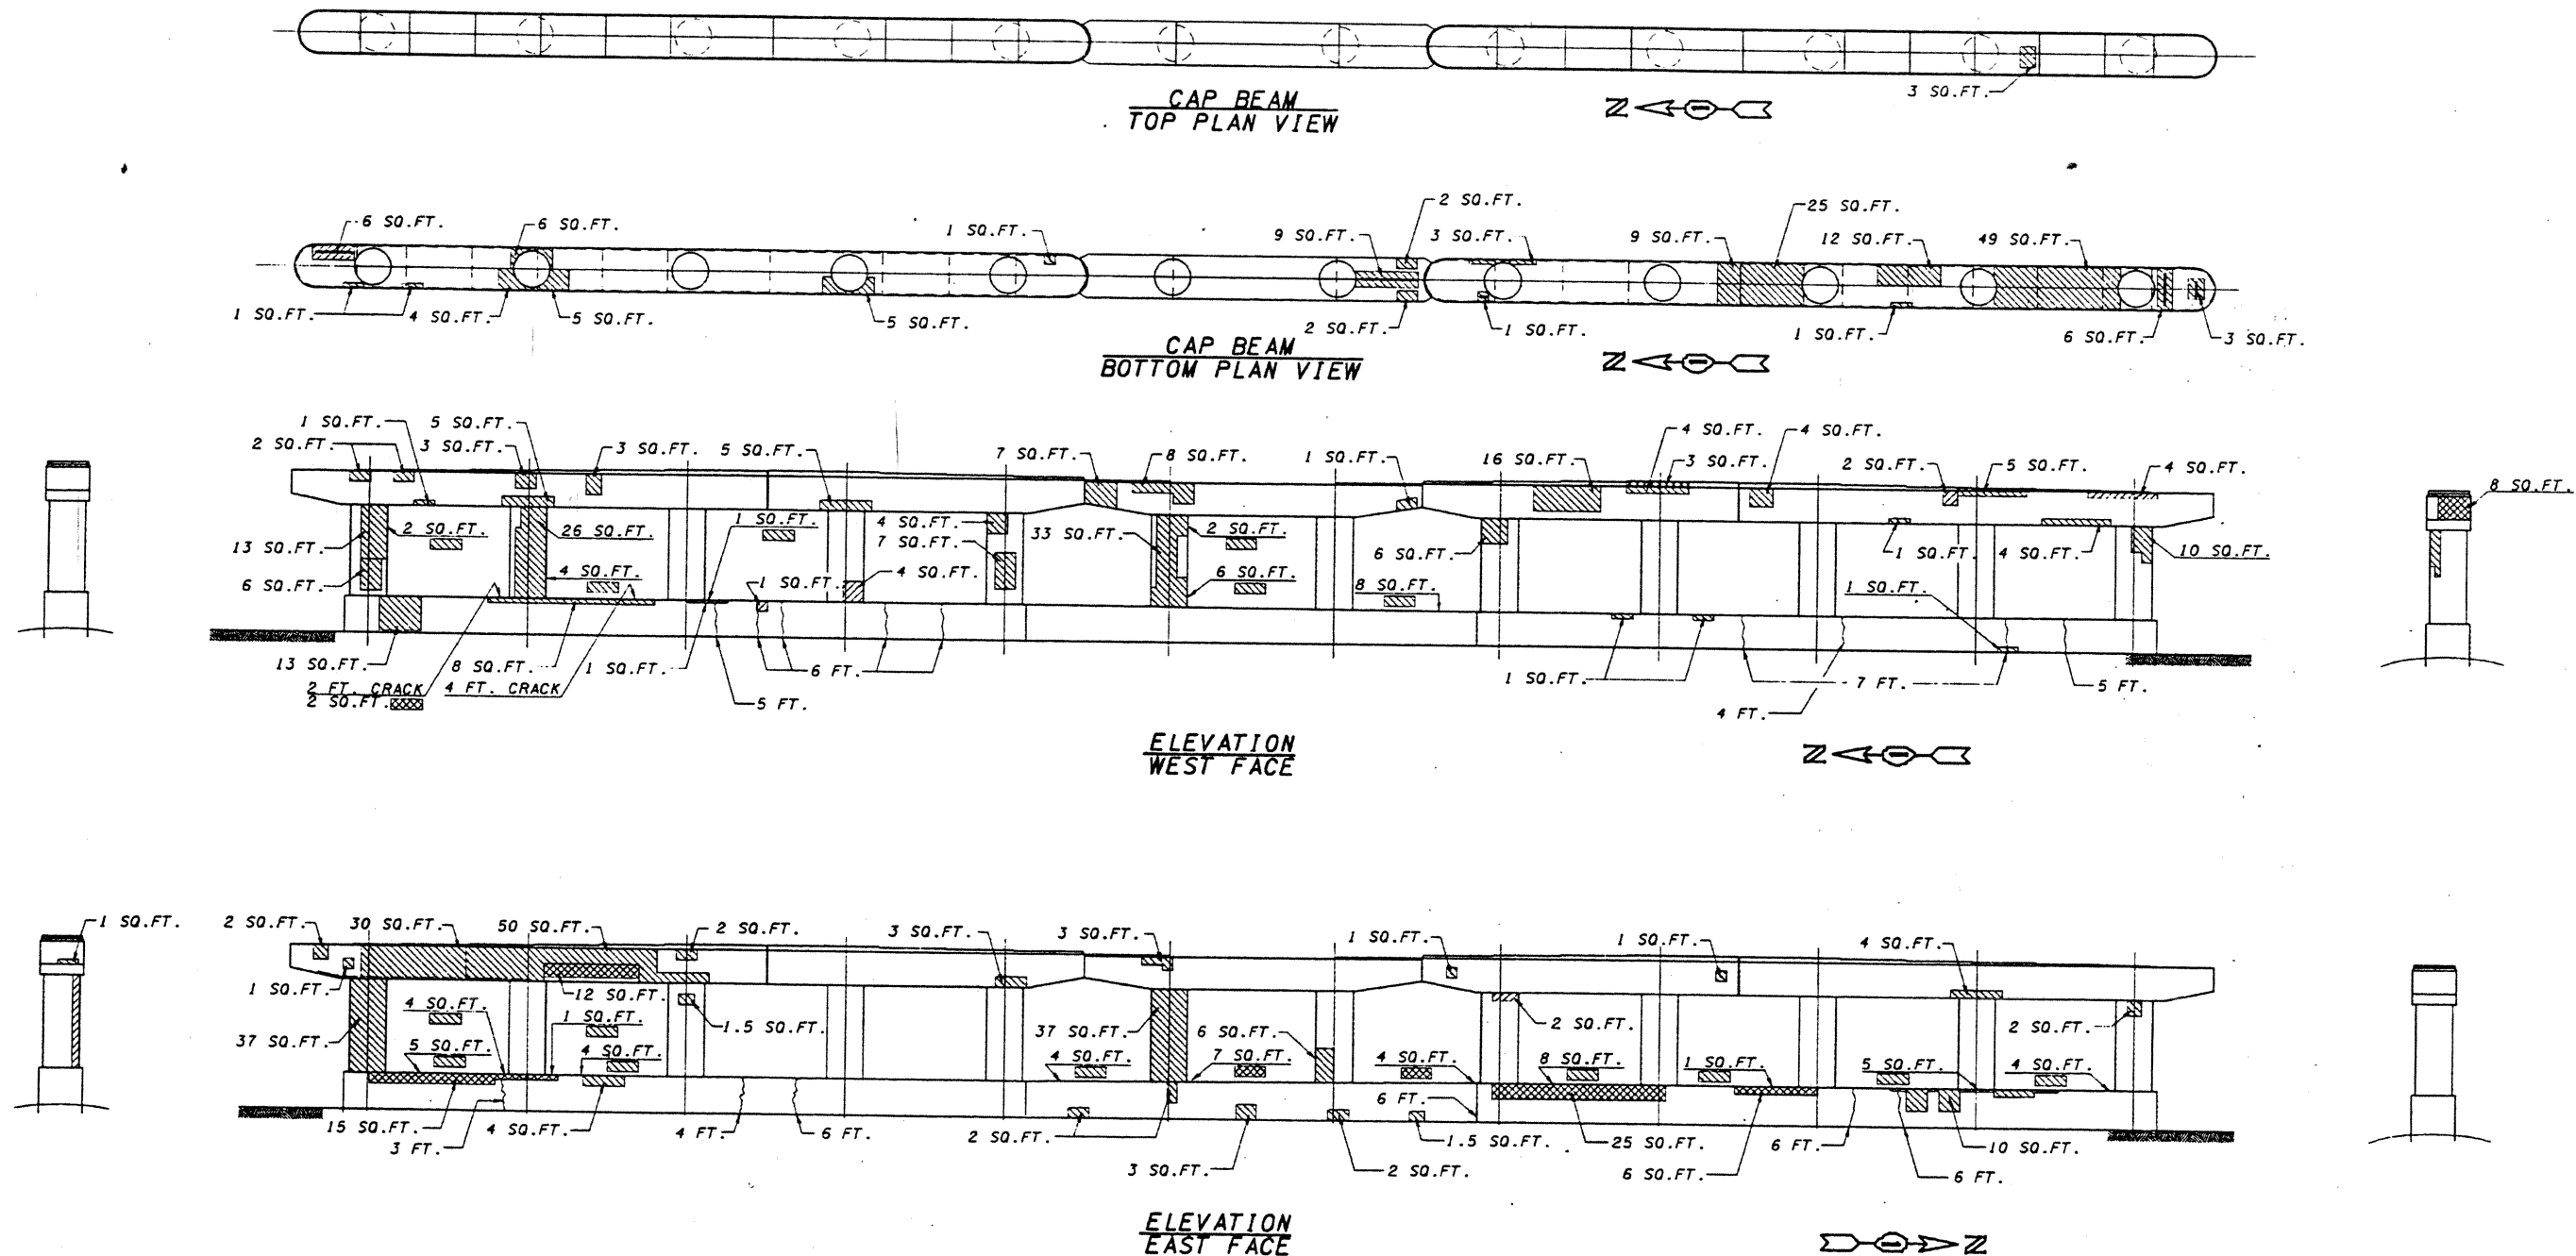 3 SQ.FT.
CAP BEAM
TOP PLAN VIEW
Z
6 SQ.FT.
6 SQ.FT.
1 SQ.FT.
9 SQ.FT.
2 SQ.FT.
3 SQ.FT.
9 SQ.FT.
25 SQ.FT.
12 SQ.FT.
49 SQ.FT.
1 SQ.FT.
4 SQ.FT.
5 SQ.FT.
5 SQ.FT.
2 SQ.FT.
1 SQ.FT.
1 SQ.FT.
6 SQ.FT.
3 SQ.FT.
CAP BEAM
BOTTOM PLAN VIEW
Z
1 SQ.FT.
5 SQ.FT.
2 SQ.FT.
3 SQ.FT.
3 SQ.FT.
5 SQ.FT.
7 SQ.FT.
8 SQ.FT.
1 SQ.FT.
16 SQ.FT.
4 SQ.FT.
3 SQ.FT.
4 SQ.FT.
2 SQ.FT.
5 SQ.FT.
4 SQ.FT.
8 SQ.FT.
13 SQ.FT.
2 SQ.FT.
26 SQ.FT.
1 SQ.FT.
4 SQ.FT.
7 SQ.FT.
33 SQ.FT.
2 SQ.FT.
6 SQ.FT.
1 SQ.FT.
4 SQ.FT.
10 SQ.FT.
6 SQ.FT.
4 SQ.FT.
1 SQ.FT.
4 SQ.FT.
6 SQ.FT.
8 SQ.FT.
1 SQ.FT.
13 SQ.FT.
8 SQ.FT.
1 SQ.FT.
6 FT.
1 SQ.FT.
7 FT.
5 FT.
2 FT. CRACK
4 FT. CRACK
2 SQ.FT.
5 FT.
4 FT.
ELEVATION
WEST FACE
Z
1 SQ.FT.
2 SQ.FT.
30 SQ.FT.
50 SQ.FT.
2 SQ.FT.
3 SQ.FT.
3 SQ.FT.
1 SQ.FT.
1 SQ.FT.
4 SQ.FT.
1 SQ.FT.
12 SQ.FT.
4 SQ.FT.
1 SQ.FT.
1.5 SQ.FT.
37 SQ.FT.
37 SQ.FT.
6 SQ.FT.
2 SQ.FT.
2 SQ.FT.
5 SQ.FT.
4 SQ.FT.
4 SQ.FT.
7 SQ.FT.
4 SQ.FT.
8 SQ.FT.
1 SQ.FT.
5 SQ.FT.
4 SQ.FT.
6 FT.
15 SQ.FT.
4 SQ.FT.
4 FT.
6 FT.
2 SQ.FT.
1.5 SQ.FT.
25 SQ.FT.
6 FT.
10 SQ.FT.
3 FT.
3 SQ.FT.
2 SQ.FT.
6 SQ.FT.
6 FT.
ELEVATION
EAST FACE
Z